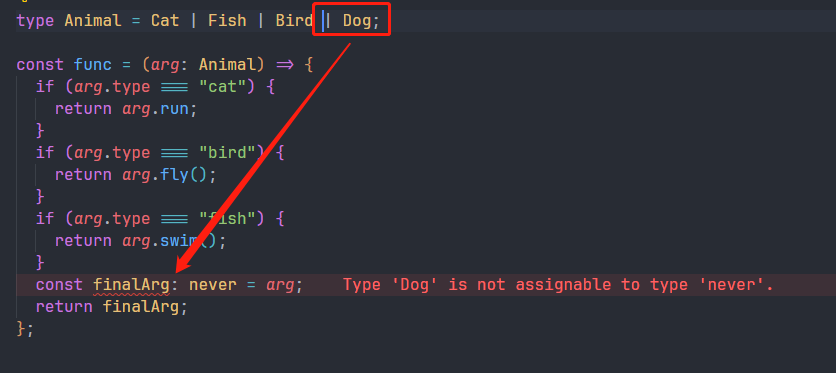 type Animal = Cat | Fish | Bird | Dog;
const func = (arg: Animal) => {
if (arg.type === "cat") {
return arg.run;
}
if (arg.type === "bird") {
return arg.fly();
}
if (arg.type === "fish") {
return arg.swim();
}
const finalArg: never = arg; Type 'Dog' is not assignable to type 'never'.
return finalArg;
};